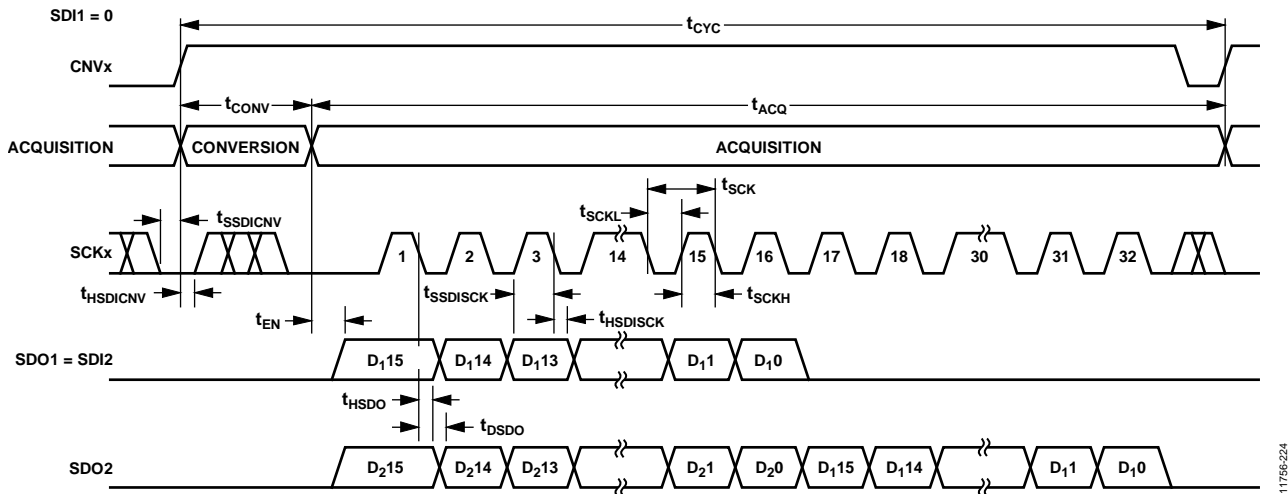 SDI1 = 0
tCYC
CNVx
tCONV
tACQ
ACQUISITION
CONVERSION
ACQUISITION
tSCK
tSSDICNV
tSCKL
SCKx
1
2
3
14
15
16
17
18
30
31
32
tHSDICNV
tSSDISCK
tSCKH
tEN
tHSDISCK
SDO1 = SDI2
D115
D114
D113
D11
D10
tHSDO
tDSDO
SDO2
D215
D214
D213
D21
D20
D115
D114
D11
D10
11756-224